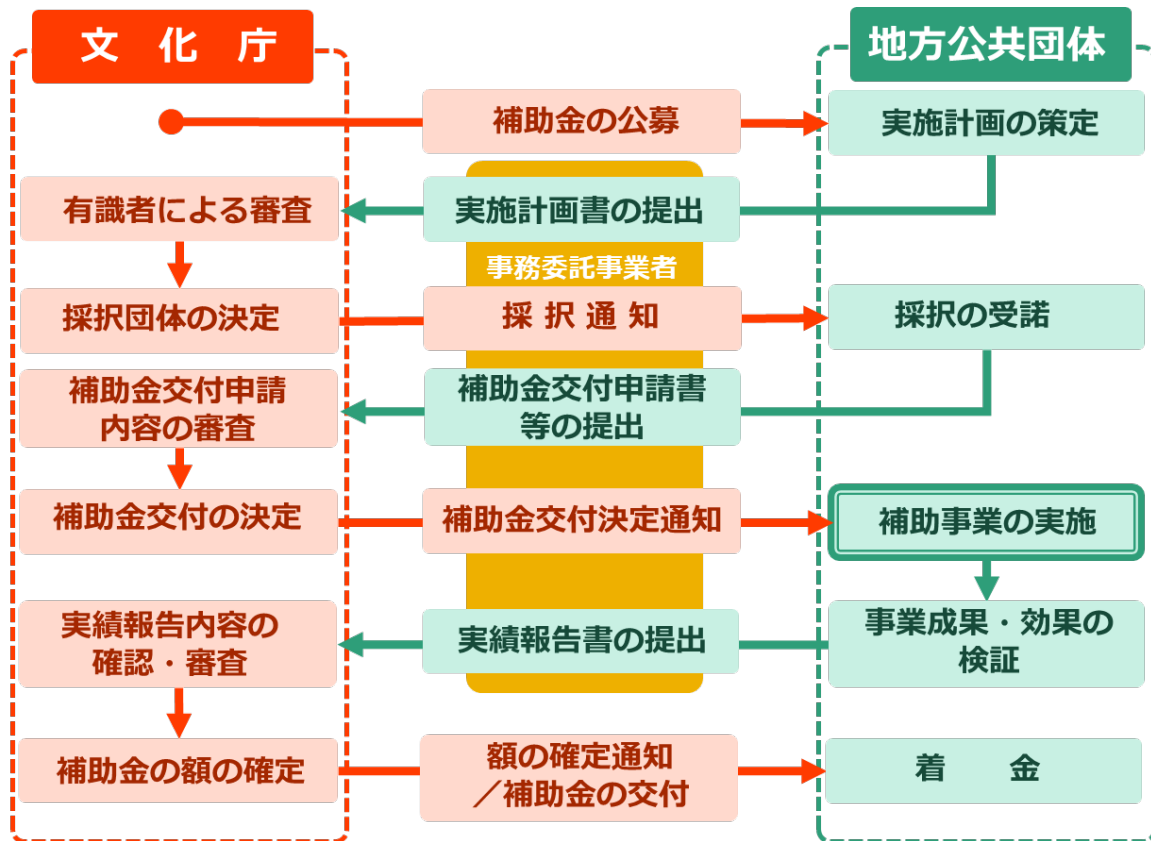 文　化　庁
地方公共団体
補助金の公募
実施計画の策定
有識者による審査
実施計画書の提出
事務委託事業者
採択団体の決定
採 択 通 知
採択の受諾
補助金交付申請
内容の審査
補助金交付申請書
等の提出
補助金交付の決定
補助金交付決定通知
補助事業の実施
実績報告内容の
確認・審査
実績報告書の提出
事業成果・効果の
検証
補助金の額の確定
額の確定通知
／補助金の交付
着　　金